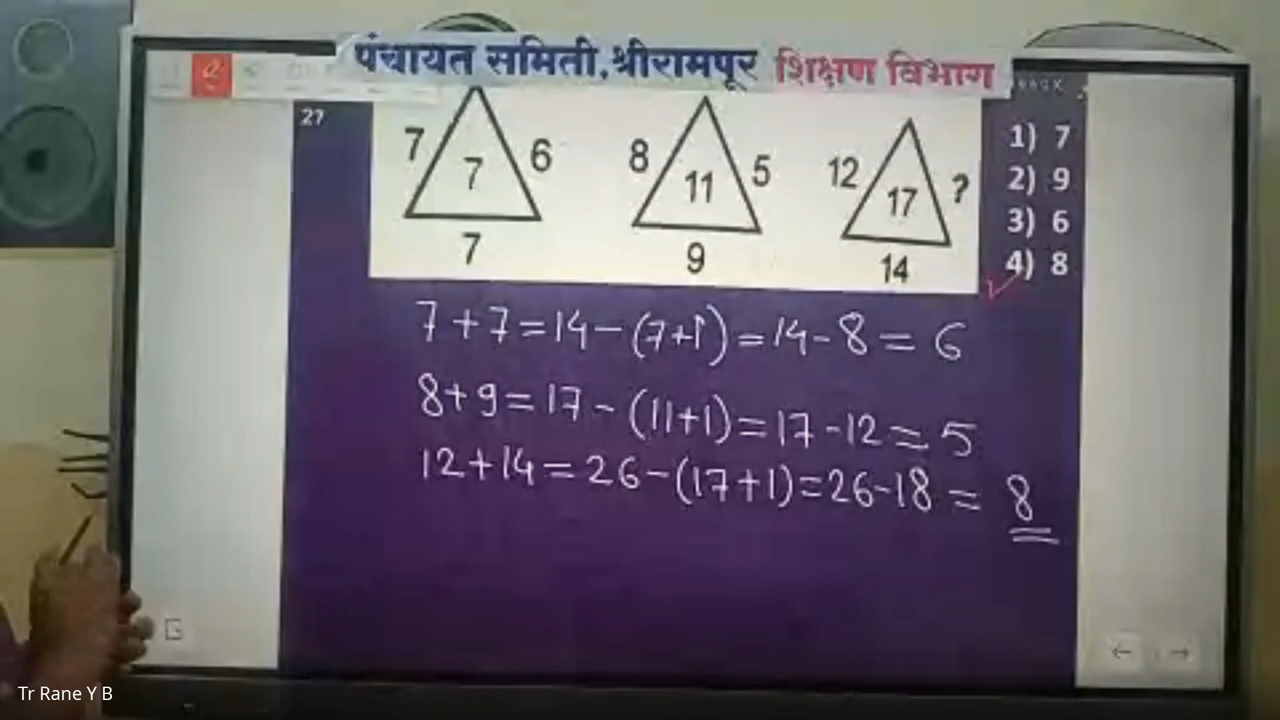 पंचायत समिती,श्रीरामपूर शिक्षण विभाग
27
7 7 6
7
8 11 5
9
12 17 ?
14
1) 7
2) 9
3) 6
4) 8
7+7=14-(7+1)=14-8=6
8+9=17-(11+1)=17-12=5
12+14=26-(17+1)=26-18=8
Tr Rane Y B